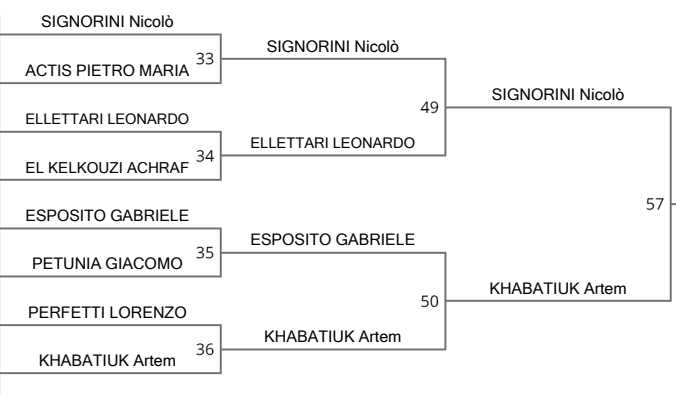 SIGNORINI Nicolò
33
ACTIS PIETRO MARIA
SIGNORINI Nicolò
49
ELLETTARI LEONARDO
34
EL KELKOUZI ACHRAF
ELLETTARI LEONARDO
SIGNORINI Nicolò
57
ESPOSITO GABRIELE
35
PETUNIA GIACOMO
ESPOSITO GABRIELE
50
PERFETTI LORENZO
36
KHABATIUK Artem
KHABATIUK Artem
KHABATIUK Artem